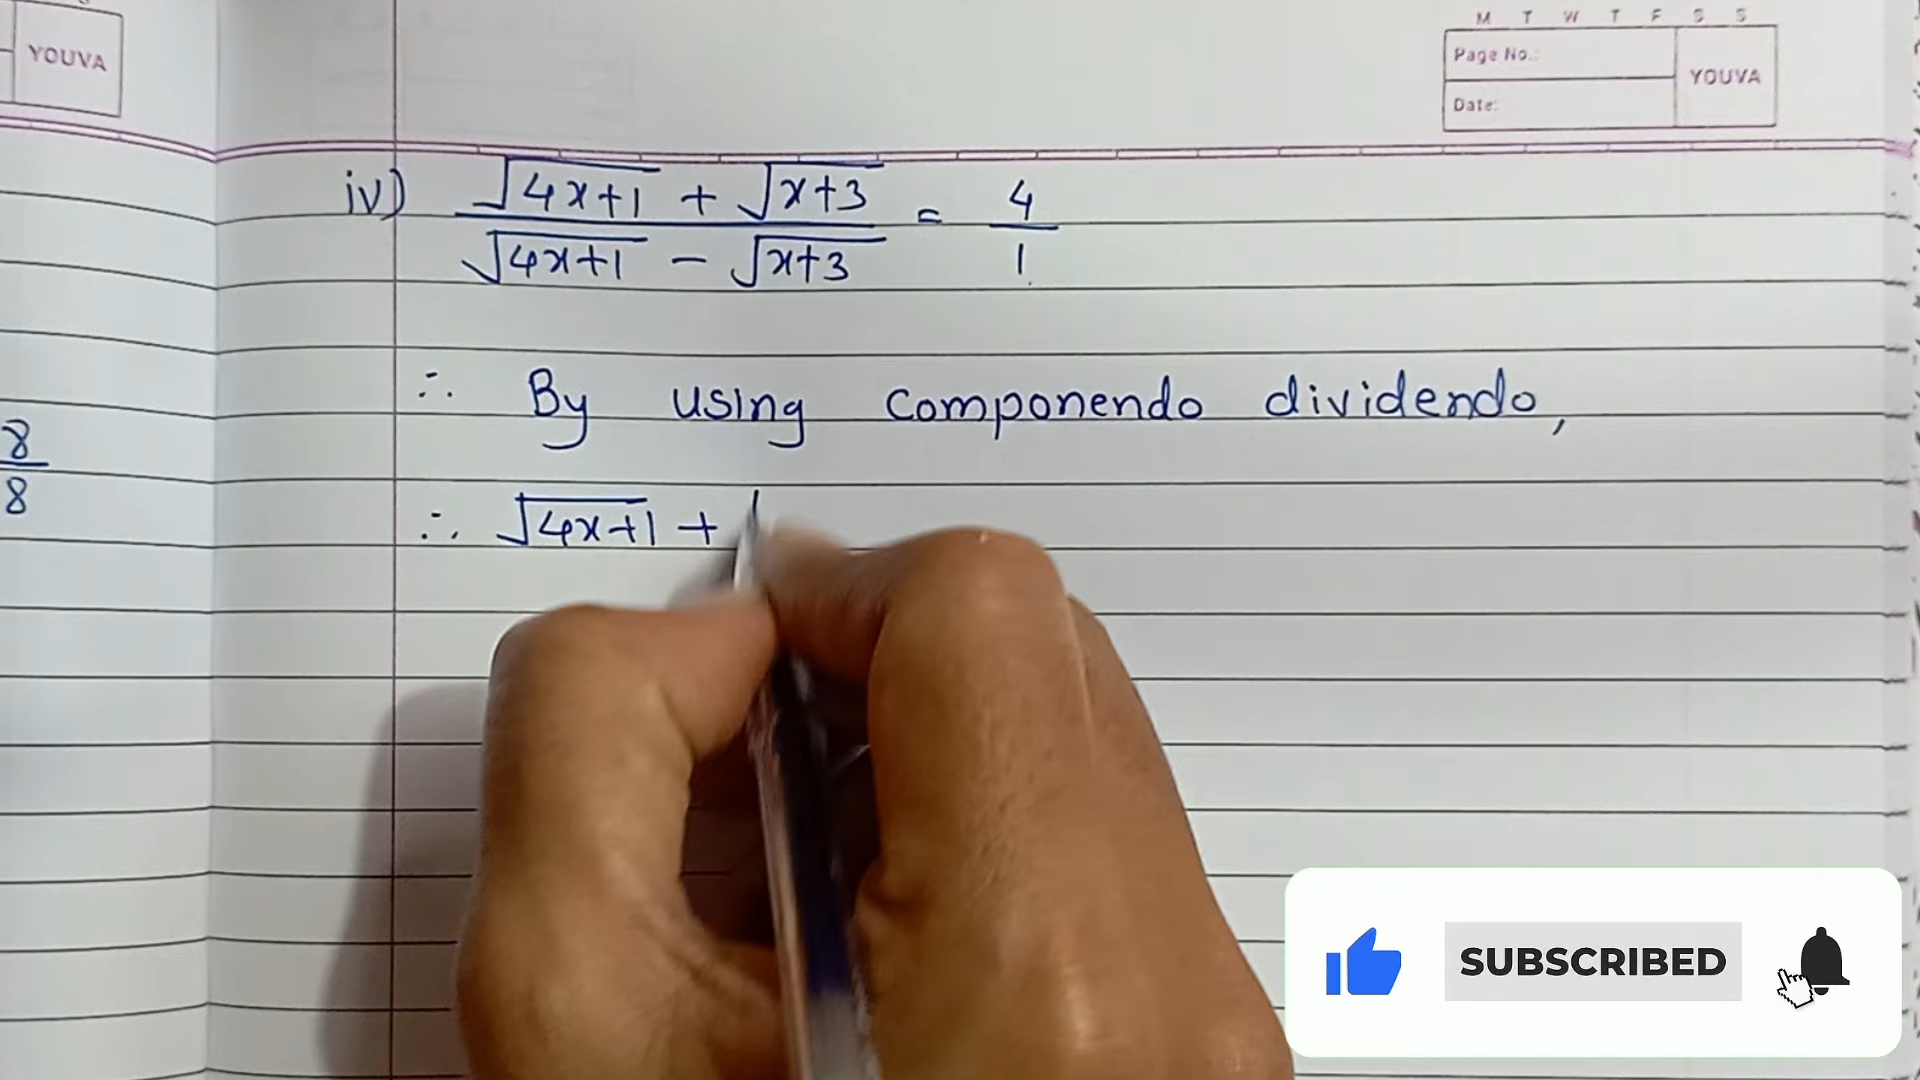 YOUVA
M T W T F S S
Page No.:
Date:
YOUVA
iv) (√(4x+1) + √(x+3)) / (√(4x+1) - √(x+3)) = 4/1
∴ By using componendo dividendo,
8/8
∴ √(4x+1) +
SUBSCRIBED